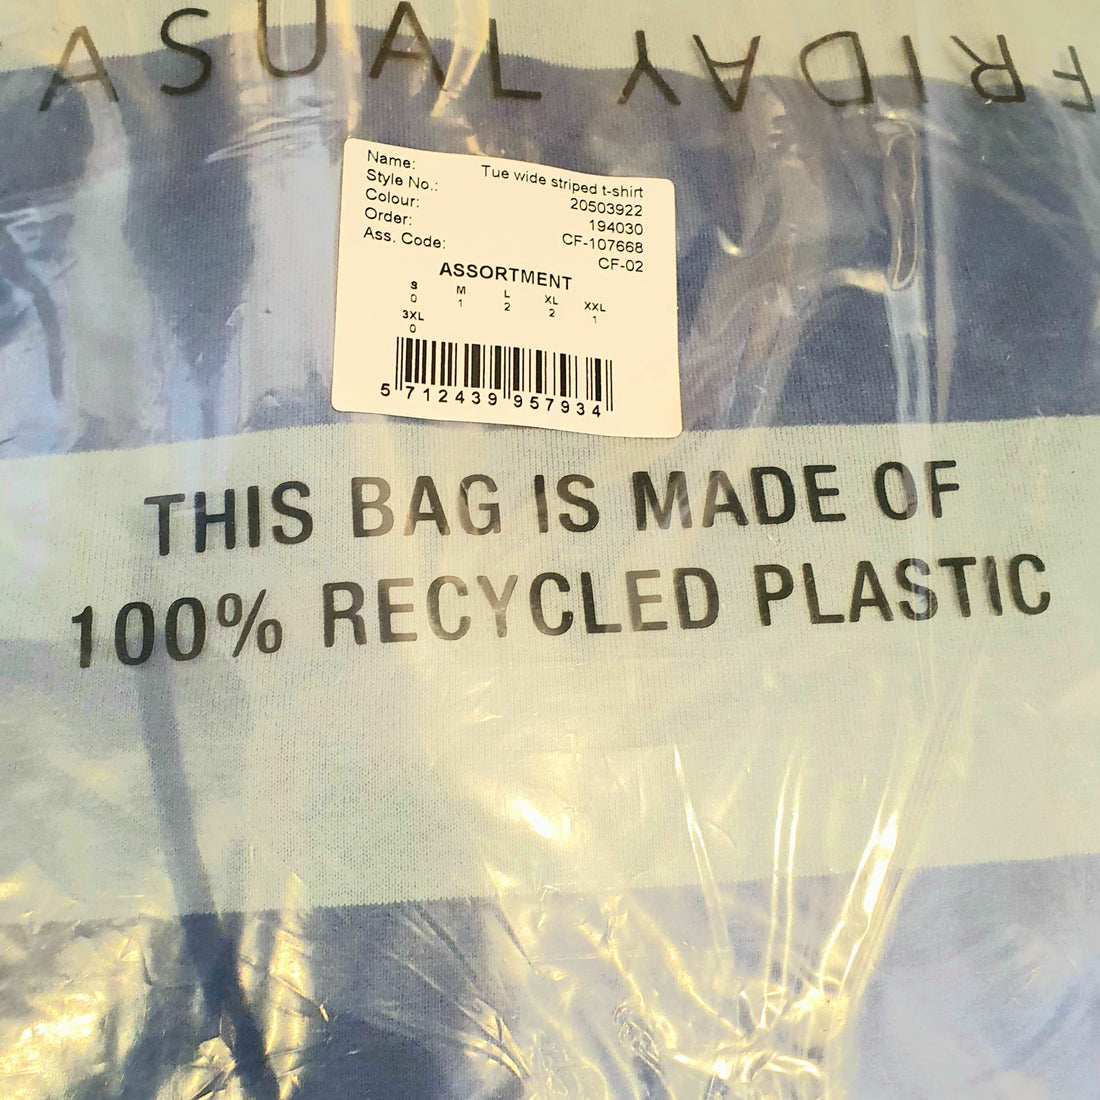 CASUAL FRIDAY
Name: Tue wide striped t-shirt
Style No.: 20503922
Colour: 194030
Order: CF-107668
Ass. Code: CF-02
ASSORTMENT
S M L XL XXL
0 1 2 2 1
3XL
0
5 712439 957934
THIS BAG IS MADE OF
100% RECYCLED PLASTIC